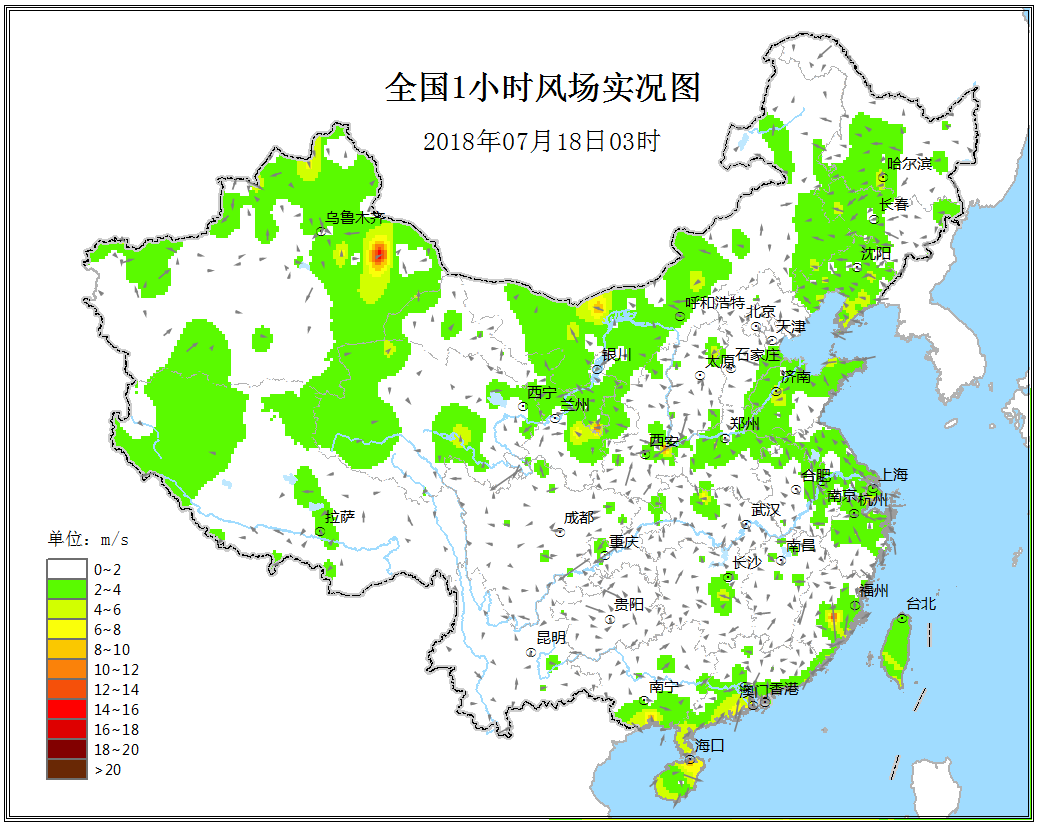 全国1小时风场实况图
2018年07月18日03时
哈尔滨
长春
乌鲁木齐
沈阳
呼和浩特
北京
天津
银川
太原
石家庄
济南
西宁
兰州
郑州
西安
合肥
上海
南京
杭州
拉萨
成都
武汉
重庆
南昌
长沙
福州
台北
贵阳
昆明
南宁
澳门
香港
海口
单位: m/s
0~2
2~4
4~6
6~8
8~10
10~12
12~14
14~16
16~18
18~20
>20